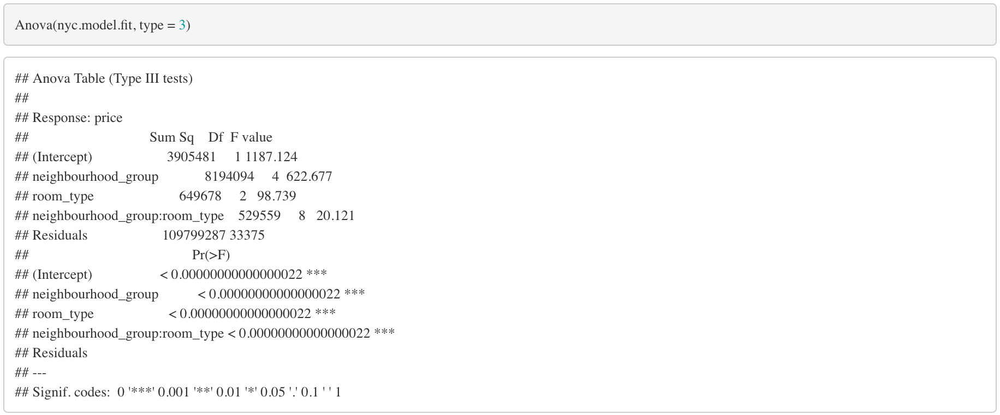 Anova(nyc.model.fit, type = 3)
## Anova Table (Type III tests)
##
## Response: price
##                                  Sum Sq    Df  F value
## (Intercept)                     3905481     1 1187.124
## neighbourhood_group             8194094     4  622.677
## room_type                        649678     2   98.739
## neighbourhood_group:room_type    529559     8   20.121
## Residuals                     109799287 33375
##                                              Pr(>F)
## (Intercept)                   < 0.00000000000000022 ***
## neighbourhood_group           < 0.00000000000000022 ***
## room_type                     < 0.00000000000000022 ***
## neighbourhood_group:room_type < 0.00000000000000022 ***
## Residuals
## ---
## Signif. codes:  0 '***' 0.001 '**' 0.01 '*' 0.05 '.' 0.1 ' ' 1